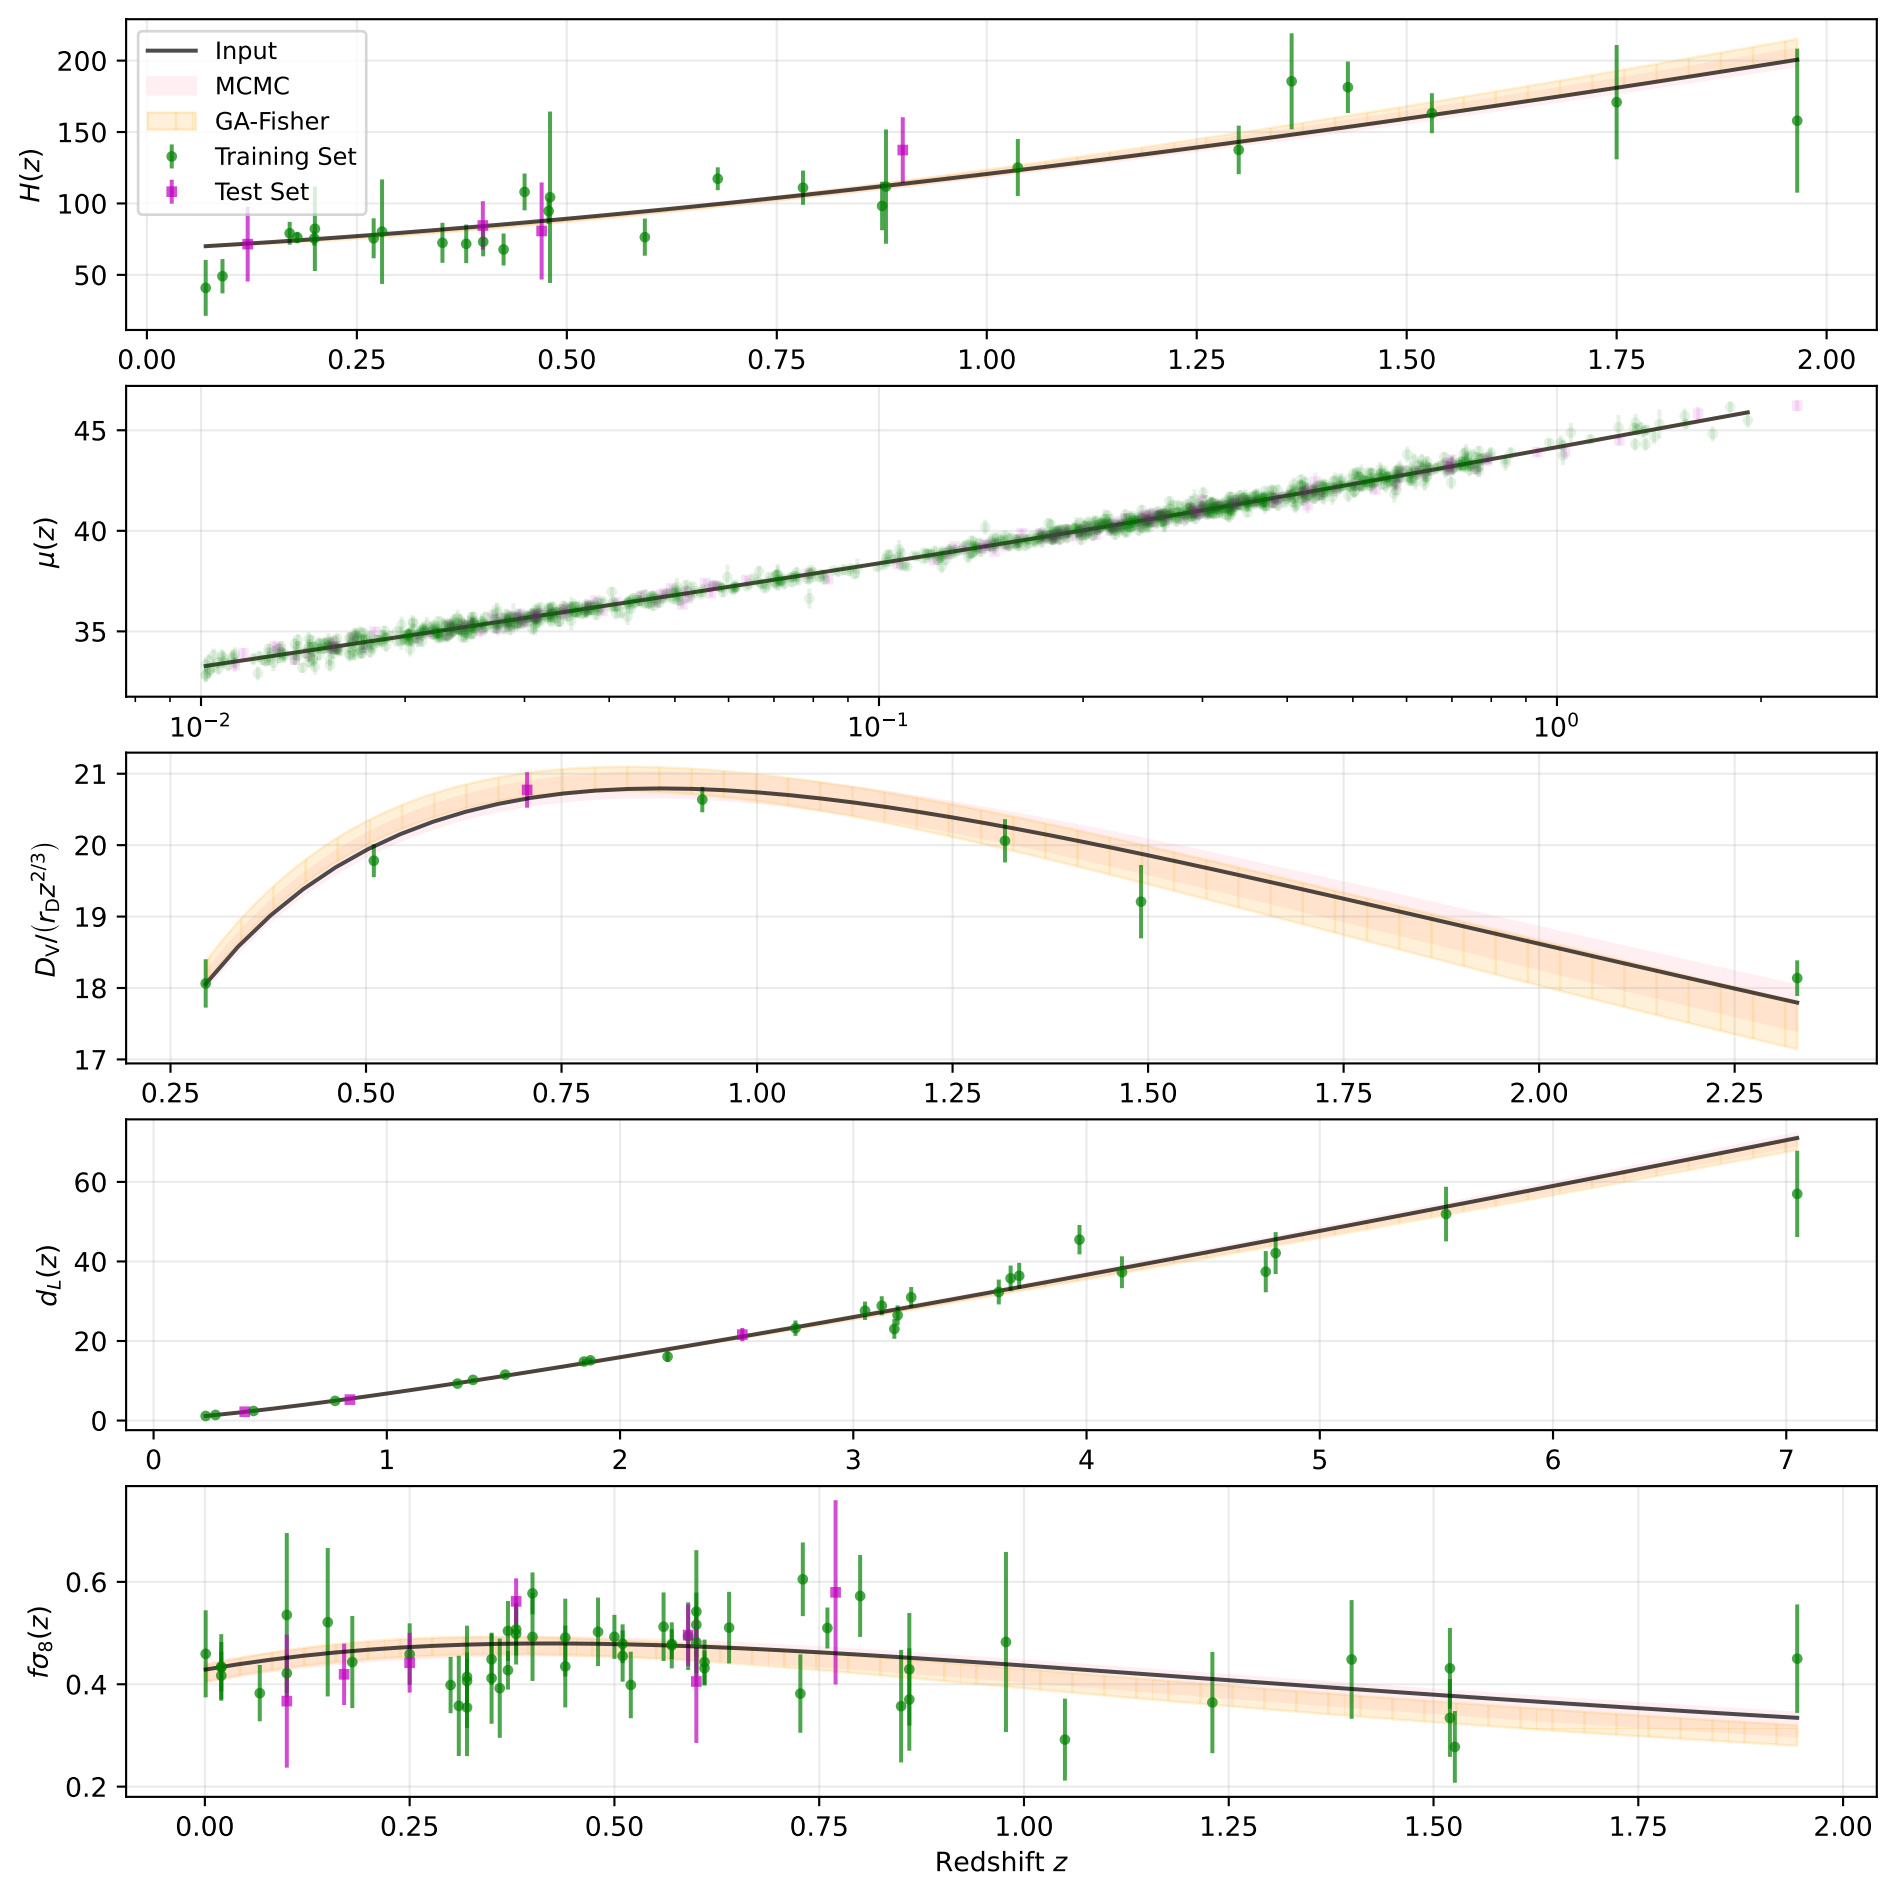 Input
MCMC
GA-Fisher
Training Set
Test Set
H(z)
200
150
100
50
0.00 0.25 0.50 0.75 1.00 1.25 1.50 1.75 2.00
μ(z)
45
40
35
10⁻² 10⁻¹ 10⁰
D_V/(r_D z^{2/3})
21
20
19
18
17
0.25 0.50 0.75 1.00 1.25 1.50 1.75 2.00 2.25
d_L(z)
60
40
20
0
0 1 2 3 4 5 6 7
fσ₈(z)
0.6
0.4
0.2
0.00 0.25 0.50 0.75 1.00 1.25 1.50 1.75 2.00
Redshift z